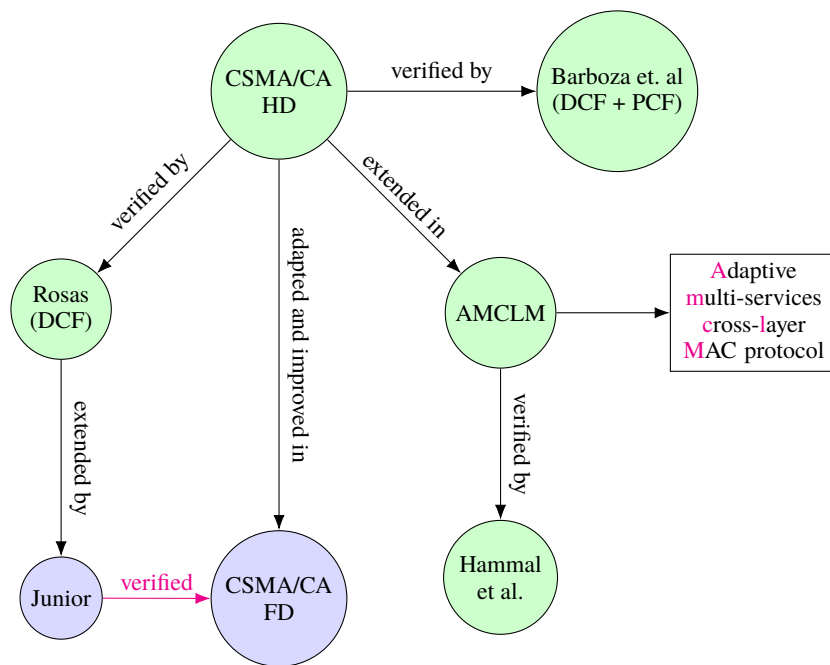 CSMA/CA
HD
verified by
Barboza et. al
(DCF + PCF)
verified by
extended in
adapted and improved in
Rosas
(DCF)
AMCLM
Adaptive
multi-services
cross-layer
MAC protocol
extended by
verified by
Junior
verified
CSMA/CA
FD
Hammal
et al.